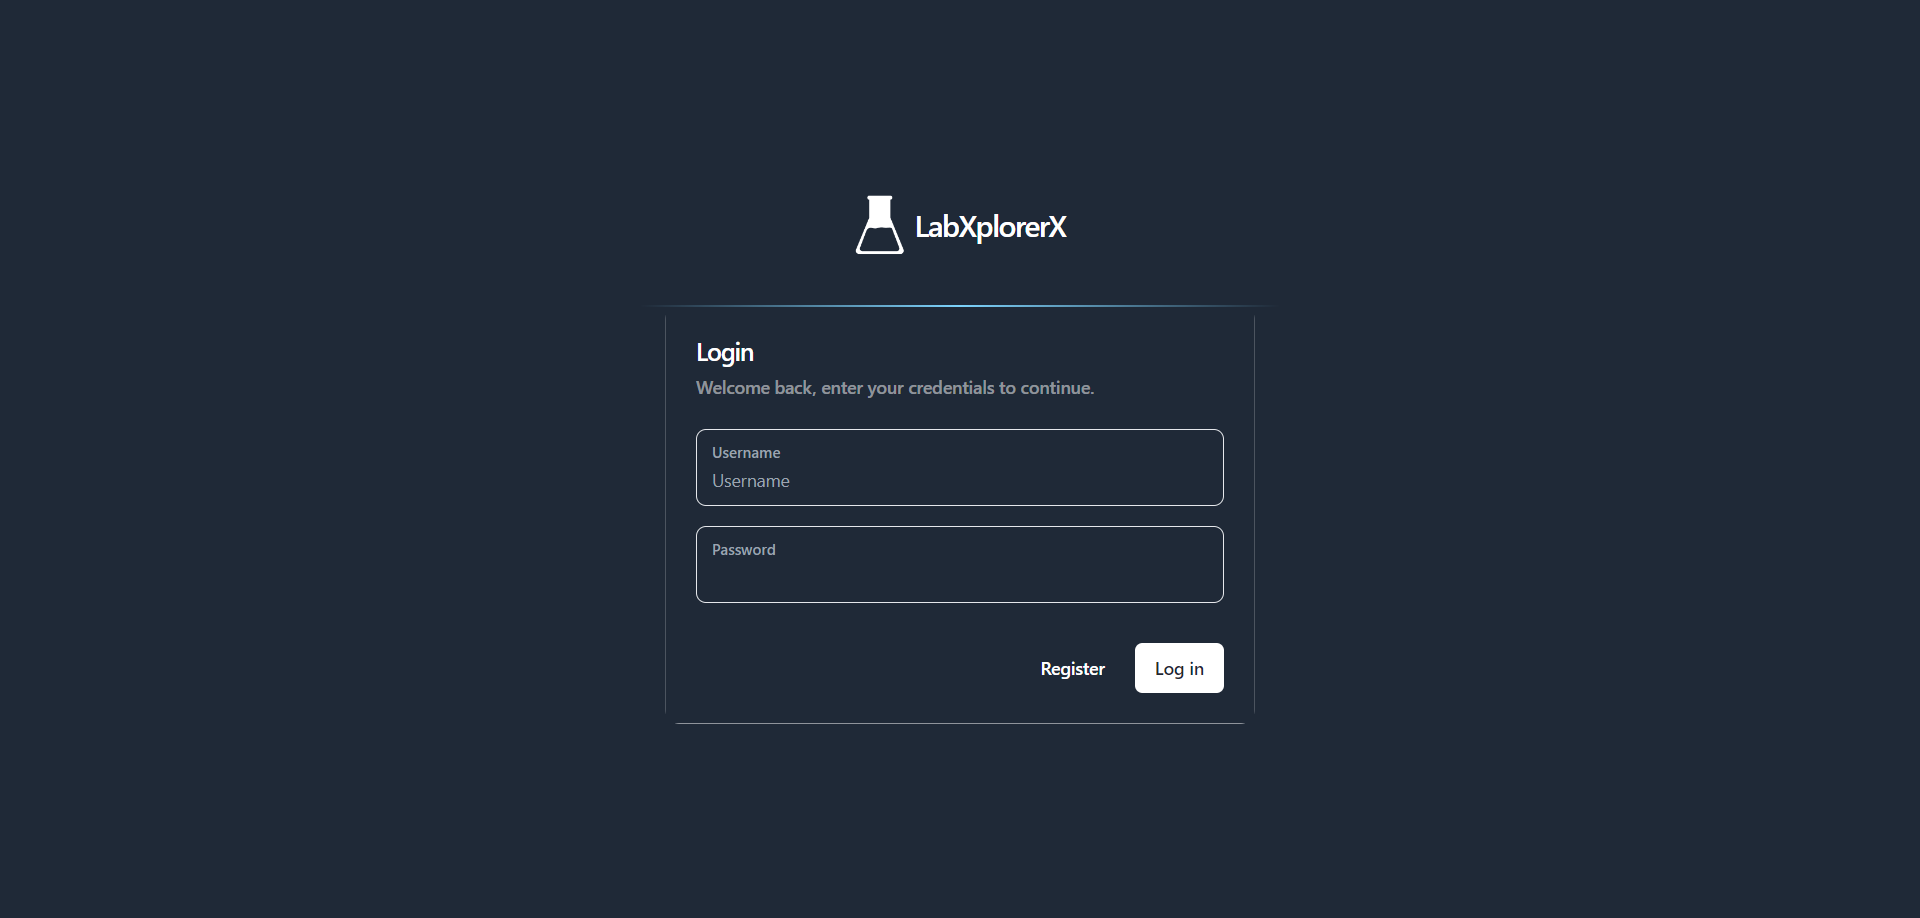 LabXplorerX
Login
Welcome back, enter your credentials to continue.
Username
Username
Password
Register
Log in